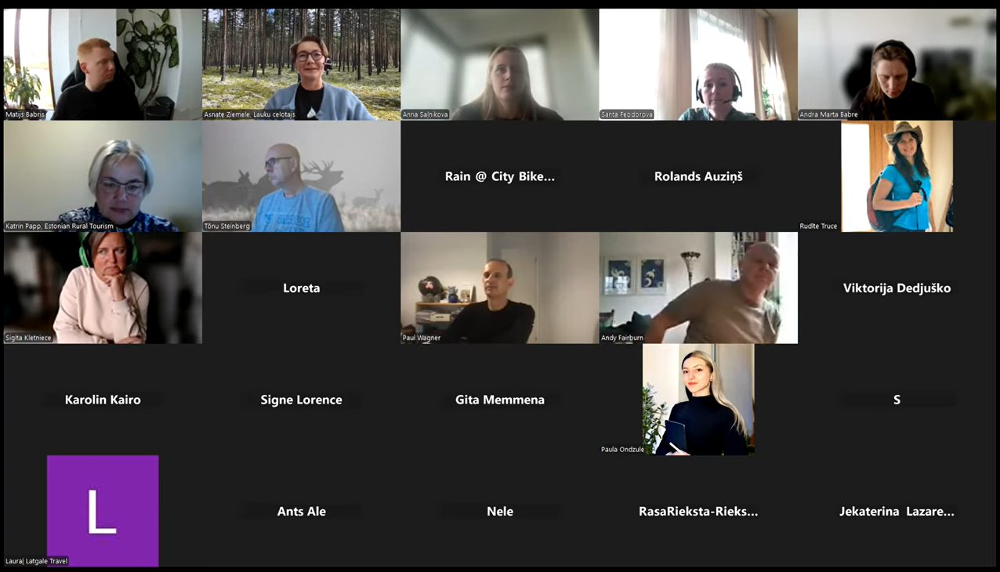 Matijs Babris
Asnate Ziemele, Lauku celotajs
Anna Saļnikova
Santa Feodorova
Andra Marta Babre
Katrin Papp, Estonian Rural Tourism
Tõnu Steinberg
Rain @ City Bike...
Rolands Auziņš
Rudīte Truce
Sigita Kletniece
Loreta
Paul Wagner
Andy Fairburn
Viktorija Dedjuško
Karolin Kairo
Signe Lorence
Gita Memmena
Paula Ondzule
S
L
Laura| Latgale Travel
Ants Ale
Nele
RasaRieksta-Rieks...
Jekaterina Lazare...